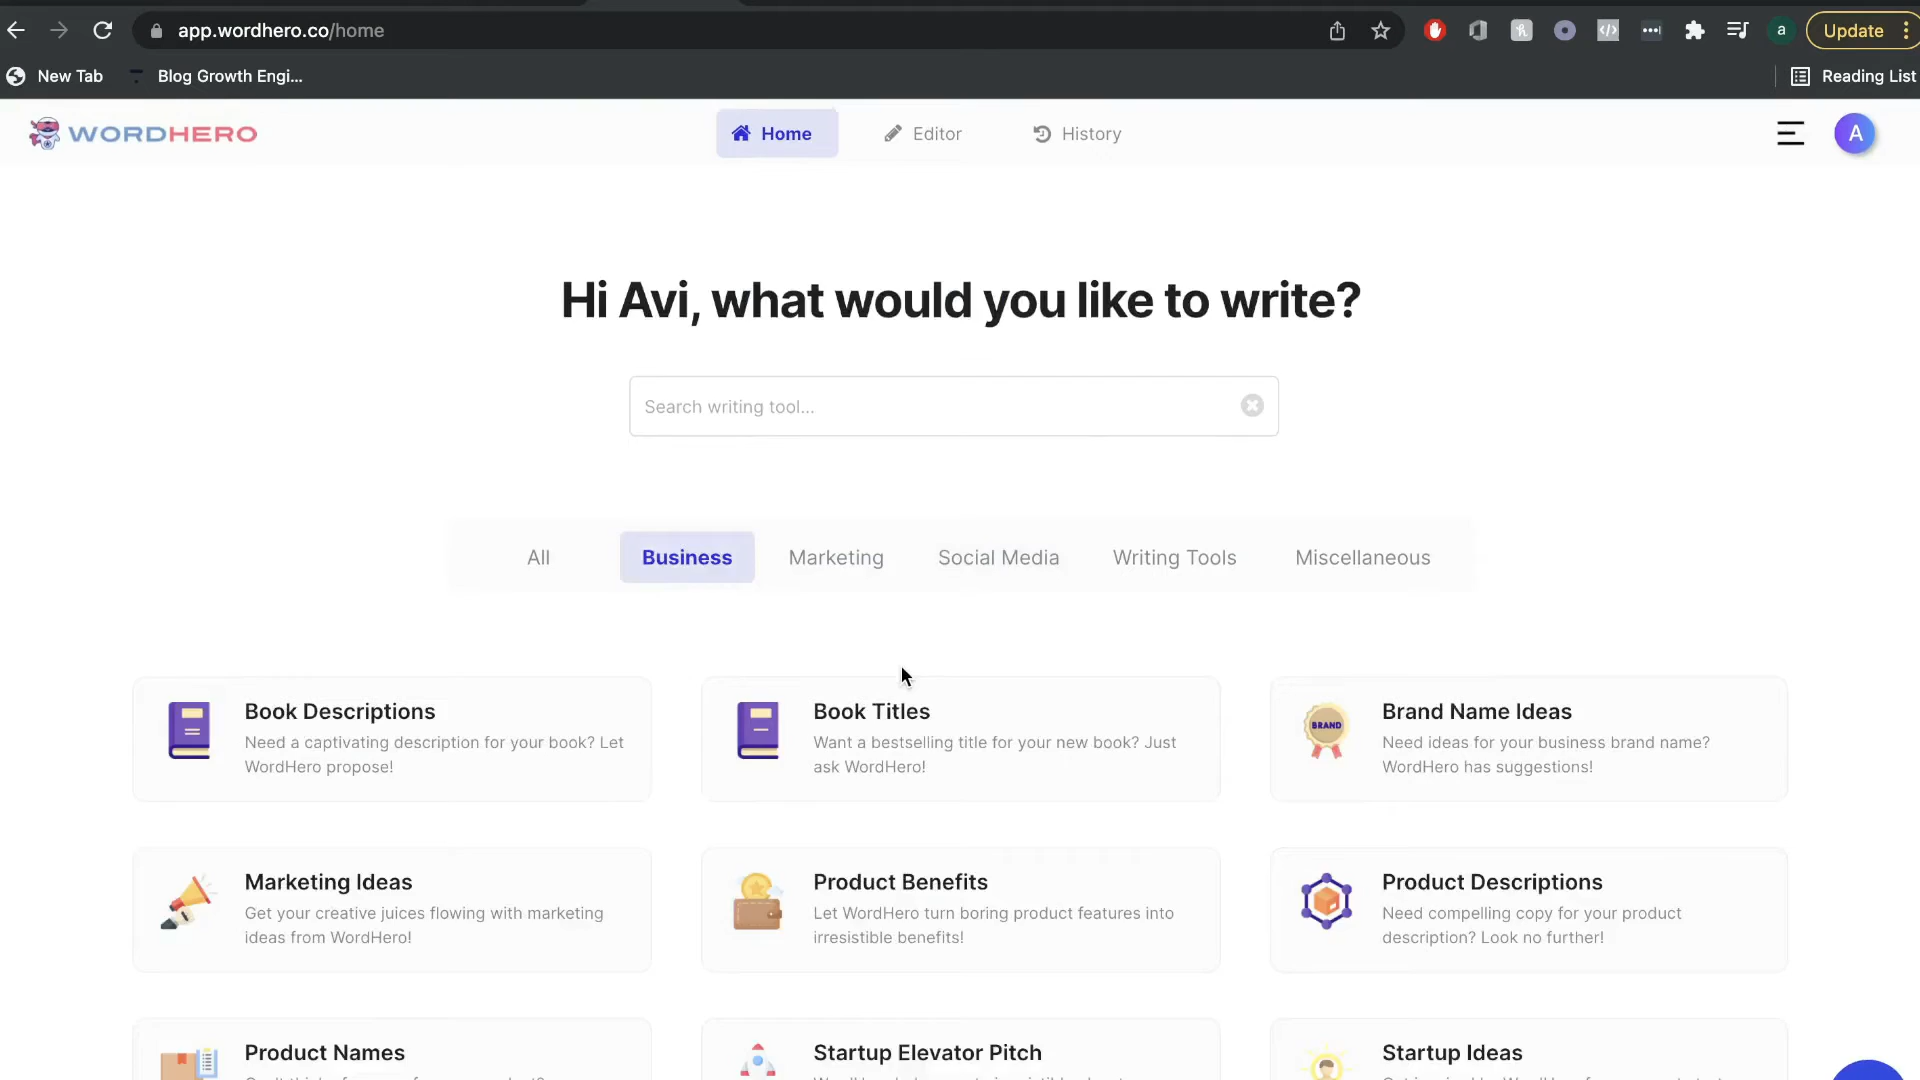 app.wordhero.co/home
a
Update
New Tab
Blog Growth Engi...
Reading List
WORDHERO
Home
Editor
History
A
Hi Avi, what would you like to write?
Search writing tool...
All
Business
Marketing
Social Media
Writing Tools
Miscellaneous
Book Descriptions
Need a captivating description for your book? Let
WordHero propose!
Book Titles
Want a bestselling title for your new book? Just
ask WordHero!
BRAND
Brand Name Ideas
Need ideas for your business brand name?
WordHero has suggestions!
Marketing Ideas
Get your creative juices flowing with marketing
ideas from WordHero!
Product Benefits
Let WordHero turn boring product features into
irresistible benefits!
Product Descriptions
Need compelling copy for your product
description? Look no further!
Product Names
Startup Elevator Pitch
Startup Ideas